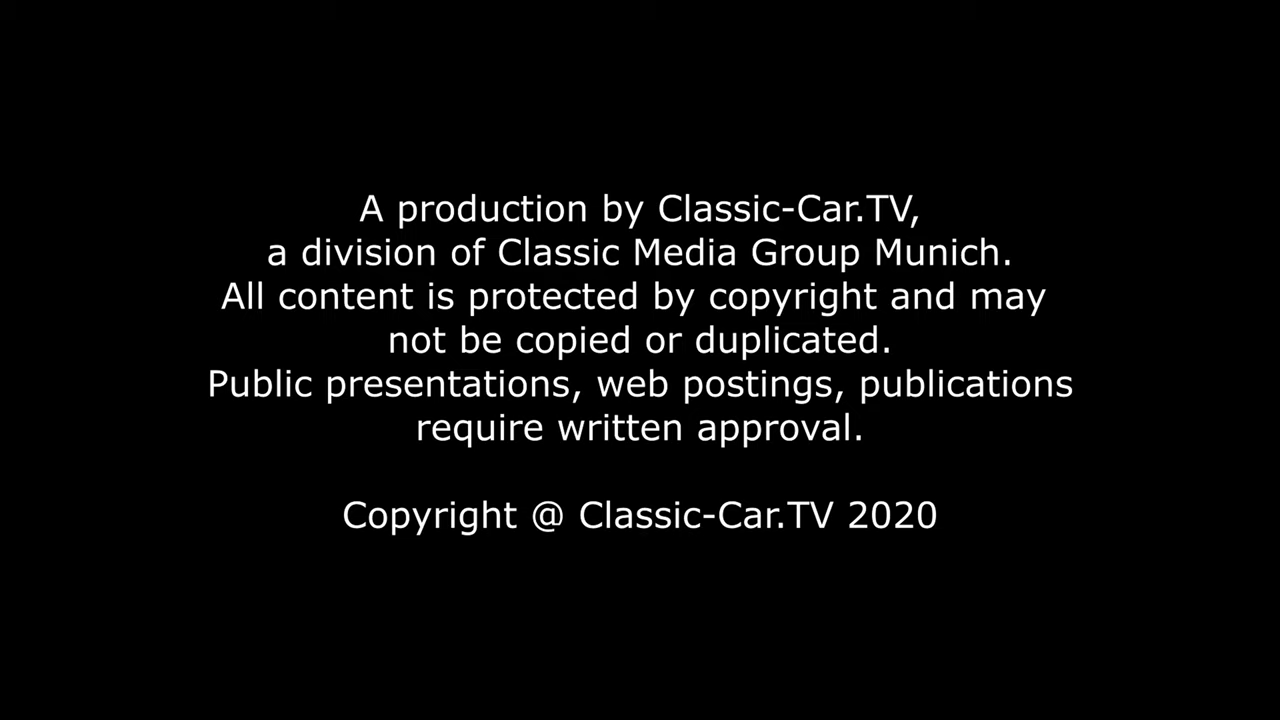 A production by Classic-Car.TV,
a division of Classic Media Group Munich.
All content is protected by copyright and may
not be copied or duplicated.
Public presentations, web postings, publications
require written approval.
Copyright @ Classic-Car.TV 2020